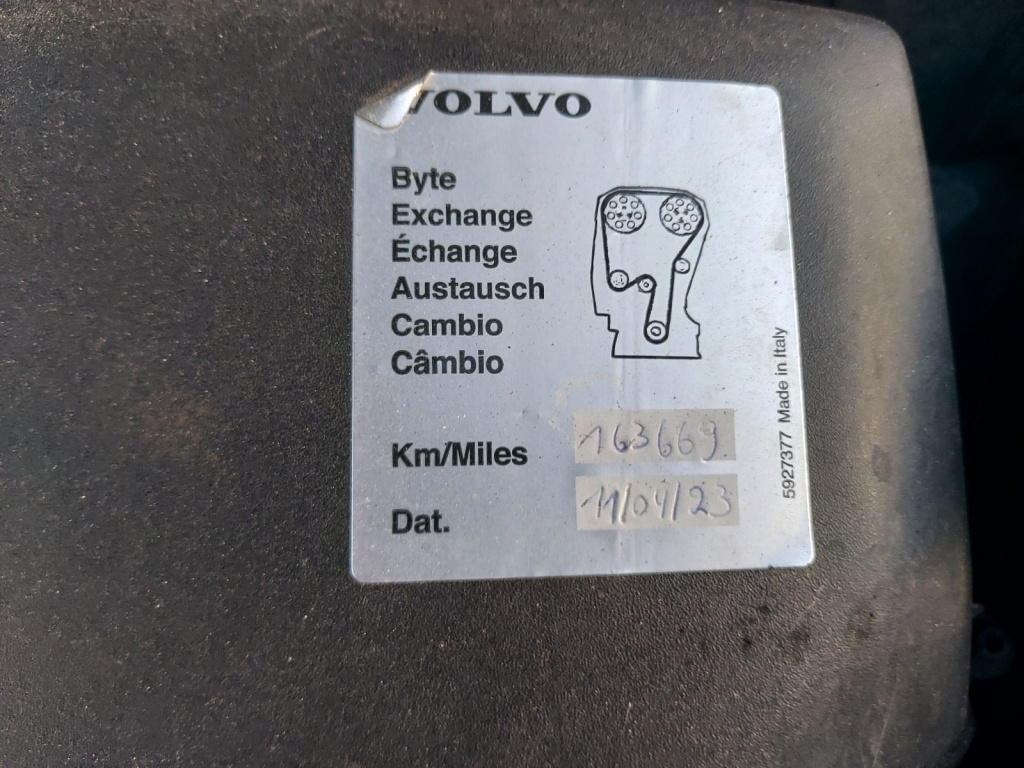 VOLVO
Byte
Exchange
Échange
Austausch
Cambio
Câmbio
Km/Miles 163669
Dat. 11/04/23
5927377 Made in Italy